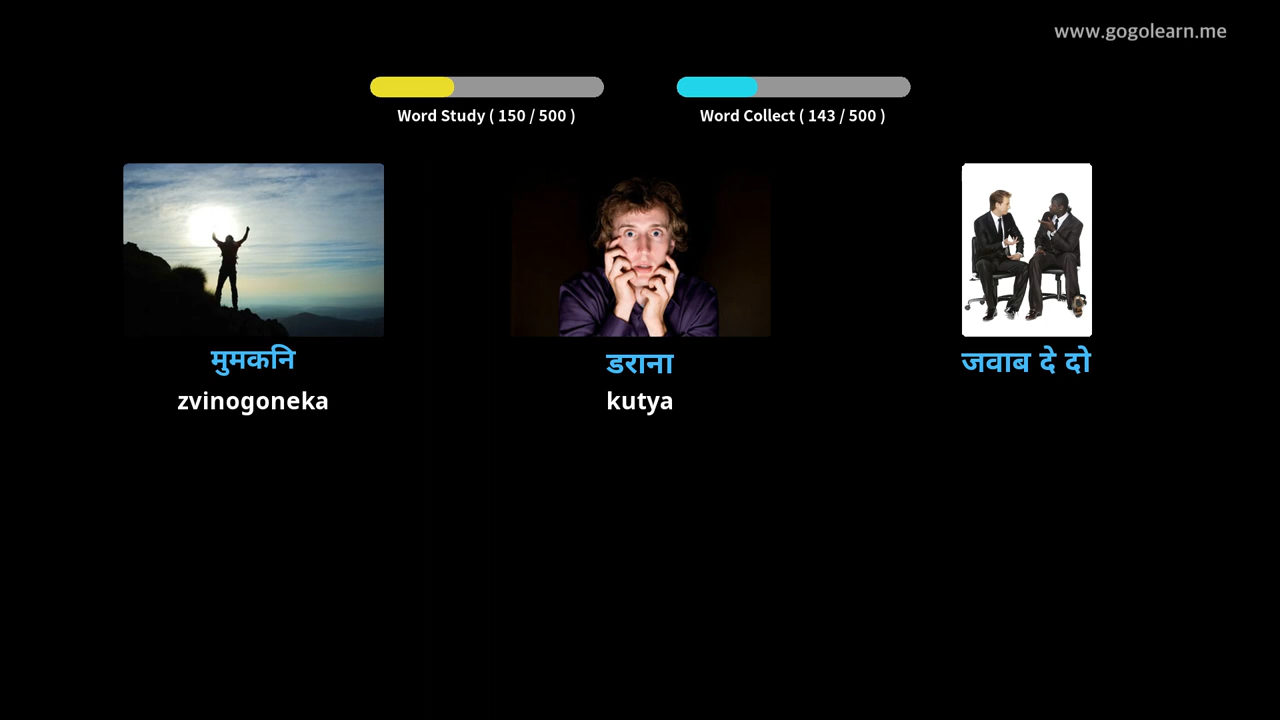 www.gogolearn.me
Word Study ( 150 / 500 )
Word Collect ( 143 / 500 )
मुमकनि
डराना
जवाब दे दो
zvinogoneka
kutya